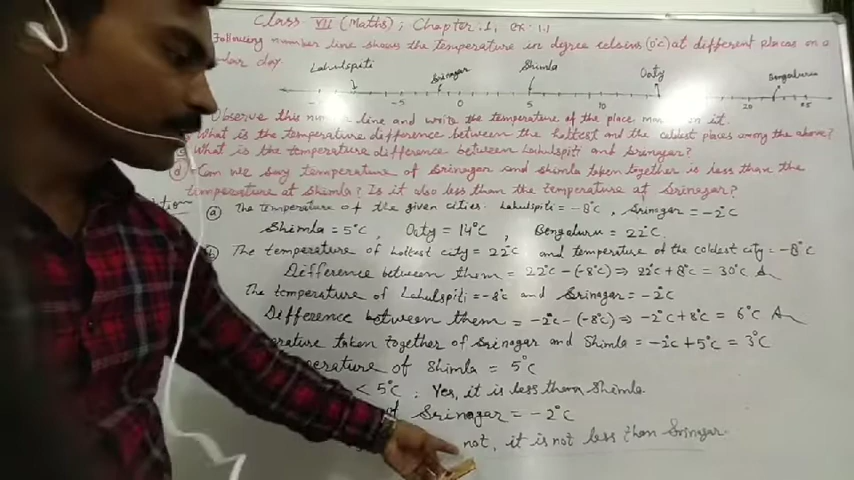 Class - VII (Maths) ; Chapter. 1, ex - 1.1
Following number line shows the temperature in degree celsius (0°C) at different places on a
day
Lahulspiti Srinagar Shimla Ooty Bengaluru
-10 -5 0 5 10 20 25
Observe this number line and write the temperature of the place on it.
What is the temperature difference between the hottest and the coldest places among the above?
What is the temperature difference between Lahulspiti and Srinagar?
(d) Can we say temperature of Srinagar and Shimla taken together is less than the
temperature at Shimla? Is it also less than the temperature at Srinagar?
(a) The temperature of the given cities. Lahulspiti = -8°C, Srinagar = -2°C
Shimla = 5°C, Ooty = 14°C, Bengaluru = 22°C.
(b) The temperature of hottest city = 22°C and temperature of the coldest city = -8°C
Difference between them = 22°C - (-8°C) ⇒ 22°C + 8°C = 30°C
The temperature of Lahulspiti = -8°C and Srinagar = -2°C
Difference between them = -2°C - (-8°C) ⇒ -2°C + 8°C = 6°C
taken together of Srinagar and Shimla = -2°C + 5°C = 3°C
of Shimla = 5°C
< 5°C ; Yes, it is less then Shimla
of Srinagar = -2°C
not, it is not less than Srinagar.